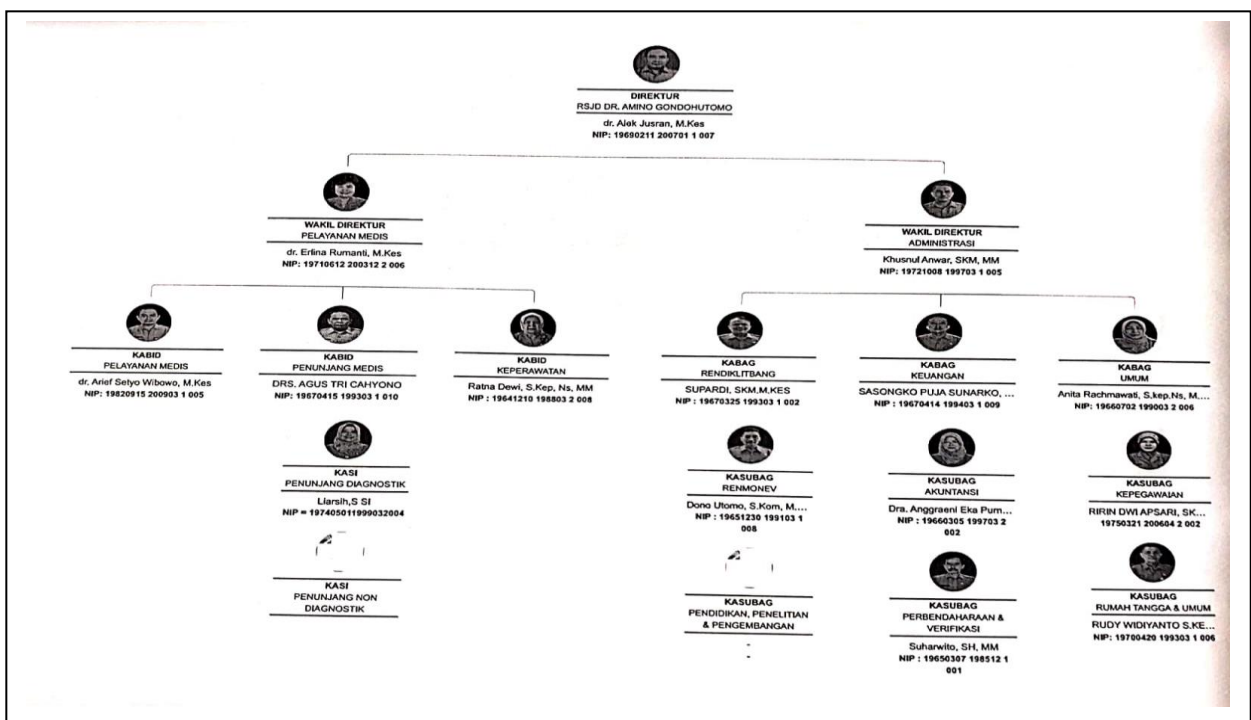 DIREKTUR
RSJD DR. AMINO GONDOHUTOMO
dr. Alek Jusran, M.Kes
NIP: 19690211 200701 1 007
WAKIL DIREKTUR
PELAYANAN MEDIS
dr. Erlina Rumanti, M.Kes
NIP: 19710612 200312 2 006
WAKIL DIREKTUR
ADMINISTRASI
Khusnul Anwar, SKM, MM
NIP: 19721008 199703 1 005
KABID
PELAYANAN MEDIS
dr. Arief Setyo Wibowo, M.Kes
NIP: 19820915 200903 1 005
KABID
PENUNJANG MEDIS
DRS. AGUS TRI CAHYONO
NIP: 19670415 199303 1 010
KABID
KEPERAWATAN
Ratna Dewi, S.Kep, Ns, MM
NIP : 19641210 198803 2 008
KABAG
RENDIKLITBANG
SUPARDI, SKM.M.KES
NIP : 19670325 199303 1 002
KABAG
KEUANGAN
SASONGKO PUJA SUNARKO, ...
NIP : 19670414 199403 1 009
KABAG
UMUM
Anita Rachmawati, S,kep.Ns, M....
NIP: 19660702 199003 2 006
KASI
PENUNJANG DIAGNOSTIK
Liarsih,S SI
NIP = 197405011999032004
KASUBAG
RENMONEV
Dono Utomo, S.Kom, M,...
NIP : 19651230 199103 1
008
KASUBAG
AKUNTANSI
Dra. Anggraeni Eka Purn...
NIP : 19660305 199703 2
002
KASUBAG
KEPEGAWAIAN
RIRIN DWI APSARI, SK...
19750321 200604 2 002
KASI
PENUNJANG NON
DIAGNOSTIK
KASUBAG
PENDIDIKAN, PENELITIAN
& PENGEMBANGAN
-
-
KASUBAG
PERBENDAHARAAN &
VERIFIKASI
Suharwito, SH, MM
NIP : 19650307 198512 1
001
KASUBAG
RUMAH TANGGA & UMUM
RUDY WIDIYANTO S.KE...
NIP: 19700420 199303 1 006